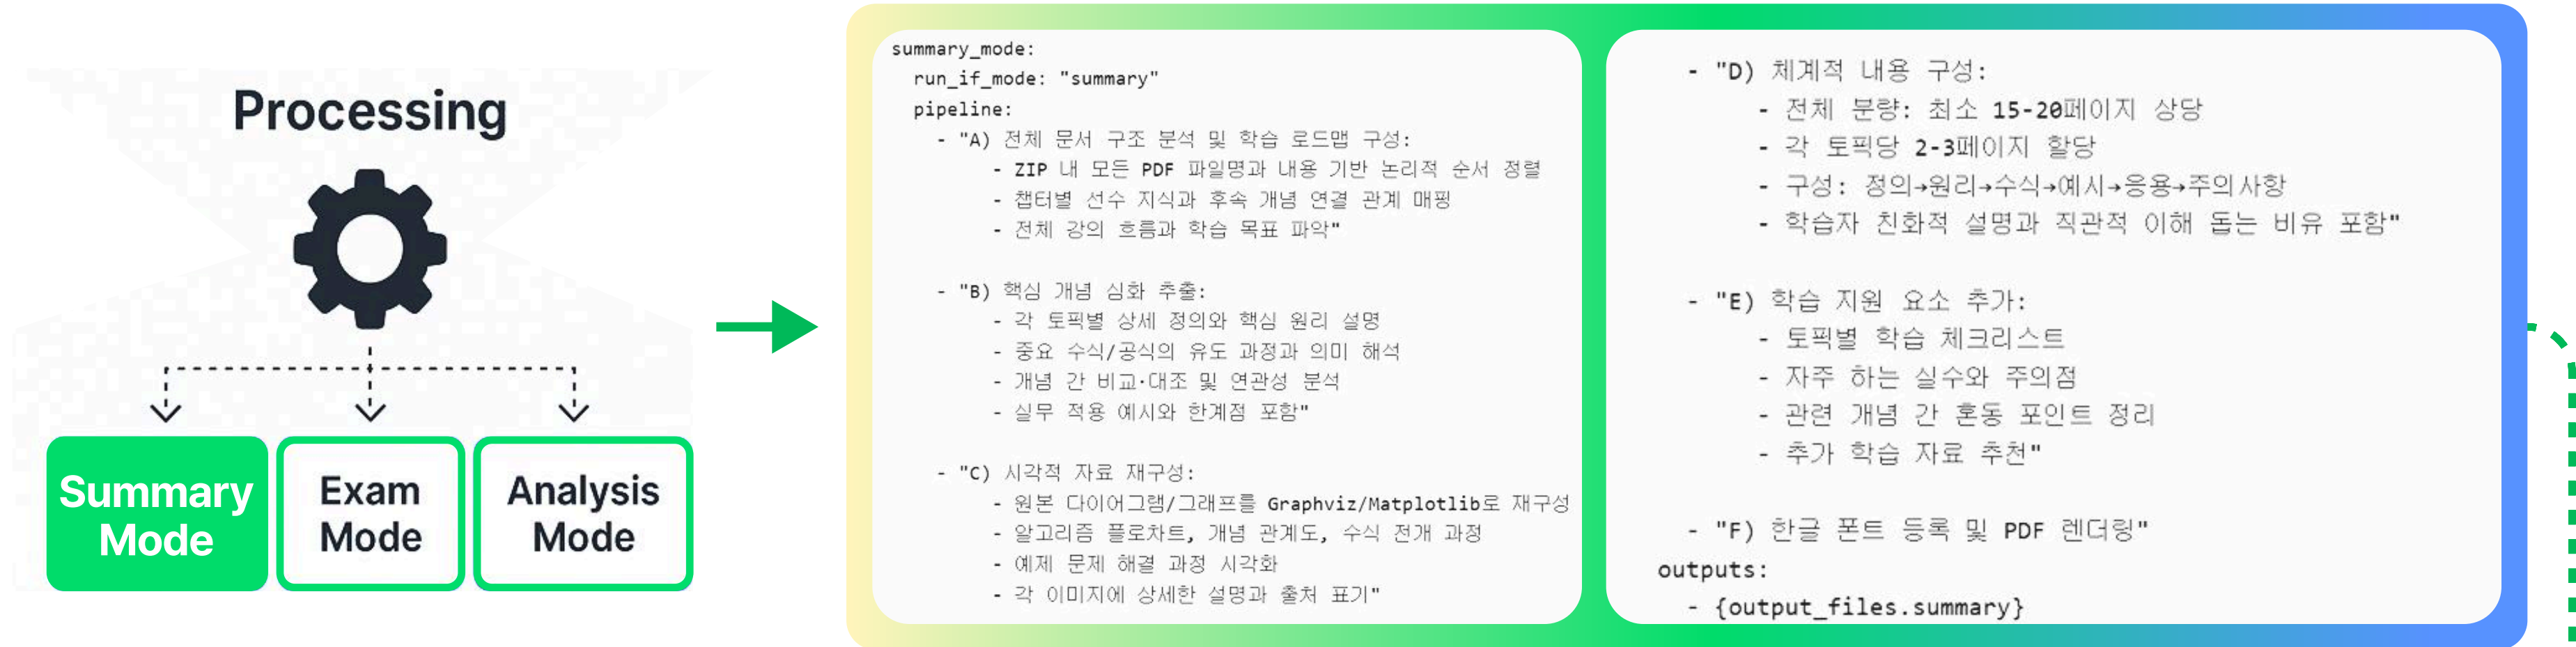 Processing
Summary
Mode
Exam
Mode
Analysis
Mode
summary_mode:
run_if_mode: "summary"
pipeline:
- "A) 전체 문서 구조 분석 및 학습 로드맵 구성:
- ZIP 내 모든 PDF 파일명과 내용 기반 논리적 순서 정렬
- 챕터별 선수 지식과 후속 개념 연결 관계 매핑
- 전체 강의 흐름과 학습 목표 파악"
- "B) 핵심 개념 심화 추출:
- 각 토픽별 상세 정의와 핵심 원리 설명
- 중요 수식/공식의 유도 과정과 의미 해석
- 개념 간 비교·대조 및 연관성 분석
- 실무 적용 예시와 한계점 포함"
- "C) 시각적 자료 재구성:
- 원본 다이어그램/그래프를 Graphviz/Matplotlib로 재구성
- 알고리즘 플로차트, 개념 관계도, 수식 전개 과정
- 예제 문제 해결 과정 시각화
- 각 이미지에 상세한 설명과 출처 표기"
- "D) 체계적 내용 구성:
- 전체 분량: 최소 15-20페이지 상당
- 각 토픽당 2-3페이지 할당
- 구성: 정의→원리→수식→예시→응용→주의사항
- 학습자 친화적 설명과 직관적 이해 돕는 비유 포함"
- "E) 학습 지원 요소 추가:
- 토픽별 학습 체크리스트
- 자주 하는 실수와 주의점
- 관련 개념 간 혼동 포인트 정리
- 추가 학습 자료 추천"
- "F) 한글 폰트 등록 및 PDF 렌더링"
outputs:
- {output_files.summary}